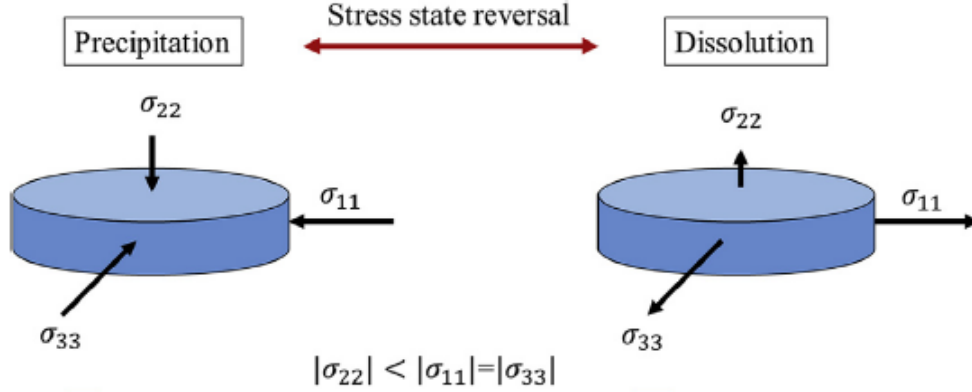 Stress state reversal
Precipitation
Dissolution
σ₂₂
σ₂₂
σ₁₁
σ₁₁
σ₃₃
σ₃₃
|σ₂₂| < |σ₁₁|=|σ₃₃|